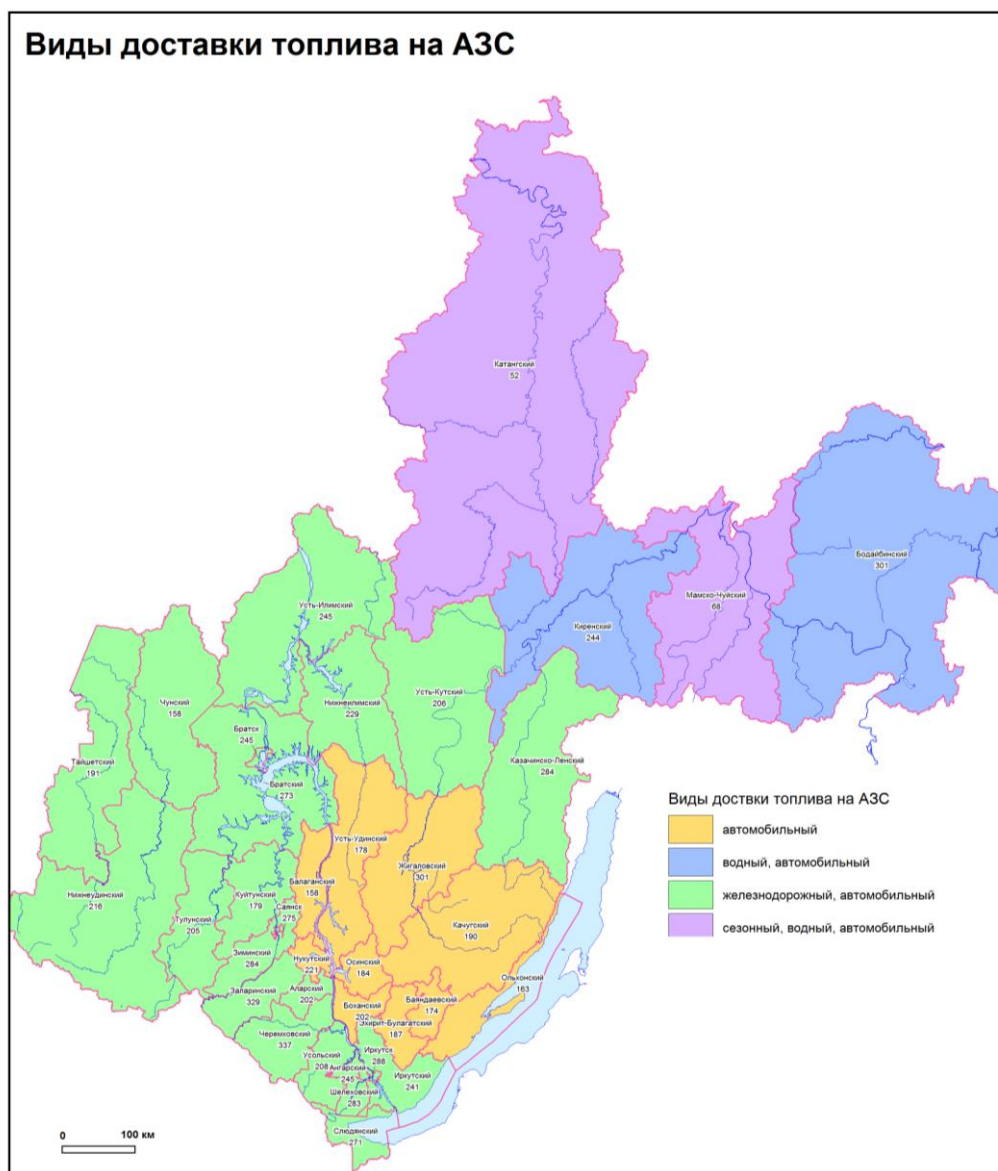 Виды доставки топлива на АЗС
Катангский
52
Бодайбинский
301
Мамско-Чуйский
68
Киренский
244
Усть-Илимский
245
Усть-Кутский
206
Нижнеилимский
229
Чунский
158
Братск
245
Тайшетский
191
Казачинско-Ленский
284
Братский
273
Виды доствки топлива на АЗС
автомобильный
водный, автомобильный
железнодорожный, автомобильный
сезонный, водный, автомобильный
Усть-Удинский
178
Жигаловский
301
Балаганский
158
Куйтунский
179
Нижнеудинский
216
Саянск
275
Тулунский
205
Качугский
190
Зиминский
284
Нукутский
221
Осинский
184
Ольхонский
163
Заларинский
329
Аларский
202
Боханский
202
Баяндаевский
174
Эхирит-Булагатский
187
Черемховский
337
Усольский
208
Иркутск
288
Ангарский
245
Иркутский
241
Шелеховский
283
Слюдянский
271
0 100 км